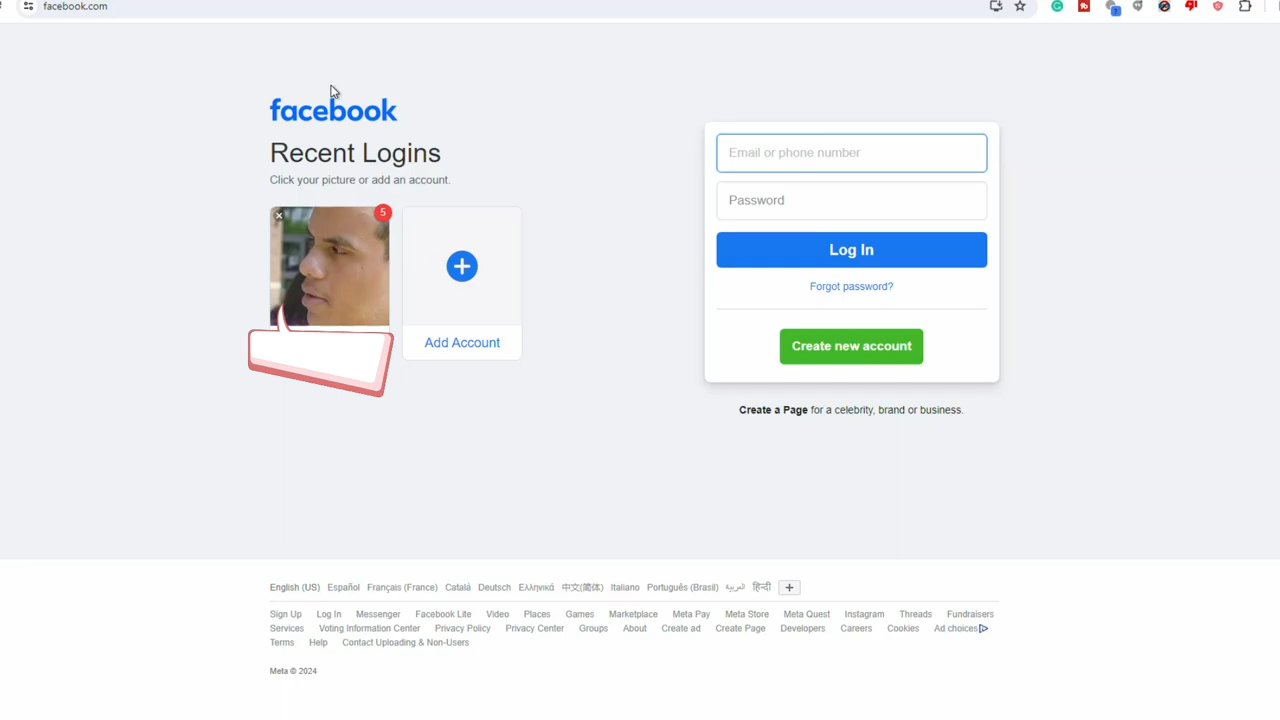 facebook.com
facebook
Recent Logins
Click your picture or add an account.
5
Add Account
Email or phone number
Password
Log In
Forgot password?
Create new account
Create a Page for a celebrity, brand or business.
English (US) Español Français (France) Català Deutsch Ελληνικά 中文(简体) Italiano Português (Brasil) العربية हिन्दी
Sign Up Log In Messenger Facebook Lite Video Places Games Marketplace Meta Pay Meta Store Meta Quest Instagram Threads Fundraisers
Services Voting Information Center Privacy Policy Privacy Center Groups About Create ad Create Page Developers Careers Cookies Ad choices
Terms Help Contact Uploading & Non-Users
Meta © 2024